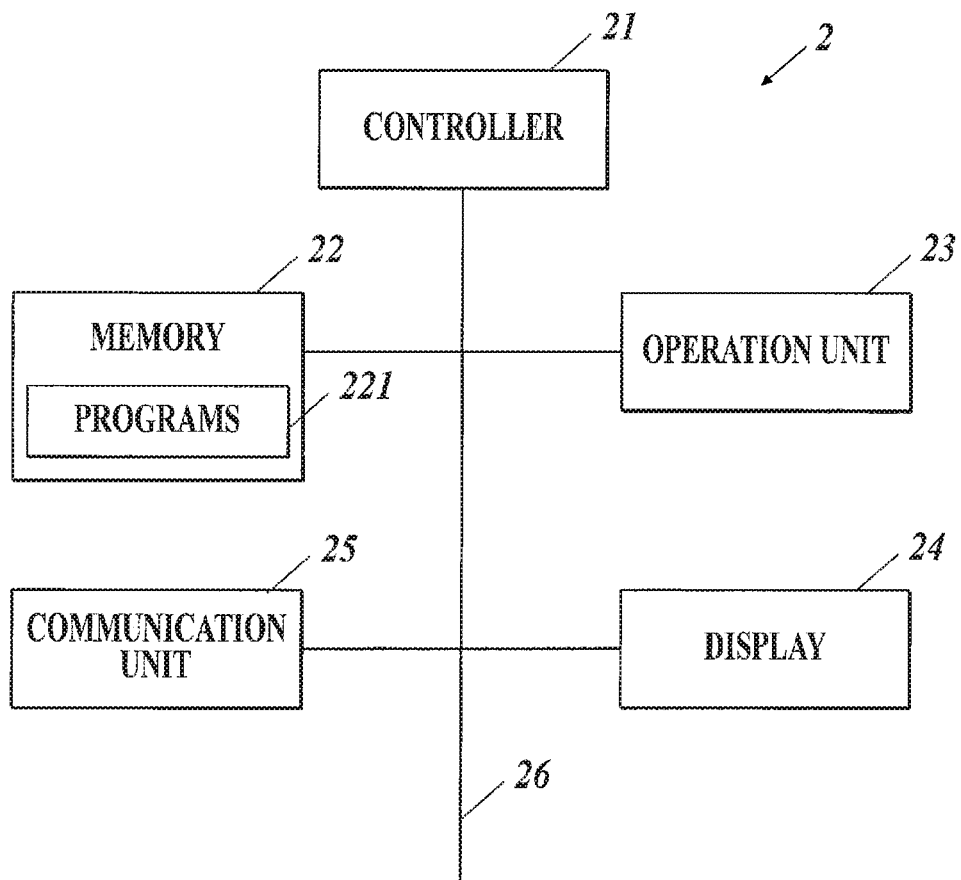 21
2
CONTROLLER
22
23
MEMORY
OPERATION UNIT
221
PROGRAMS
25
24
COMMUNICATION
UNIT
DISPLAY
26